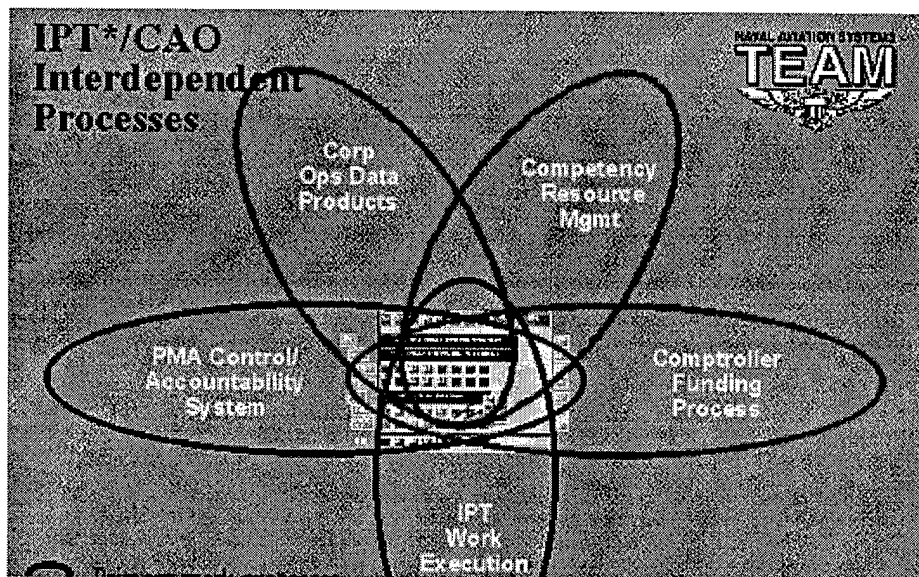 IPT*/CAO
Interdependent
Processes
NAVAL AVIATION SYSTEMS
TEAM
Corp
Ops Data
Products
Competency
Resource
Mgmt
PMA Control/
Accountability
System
Comptroller
Funding
Process
IPT
Work
Execution